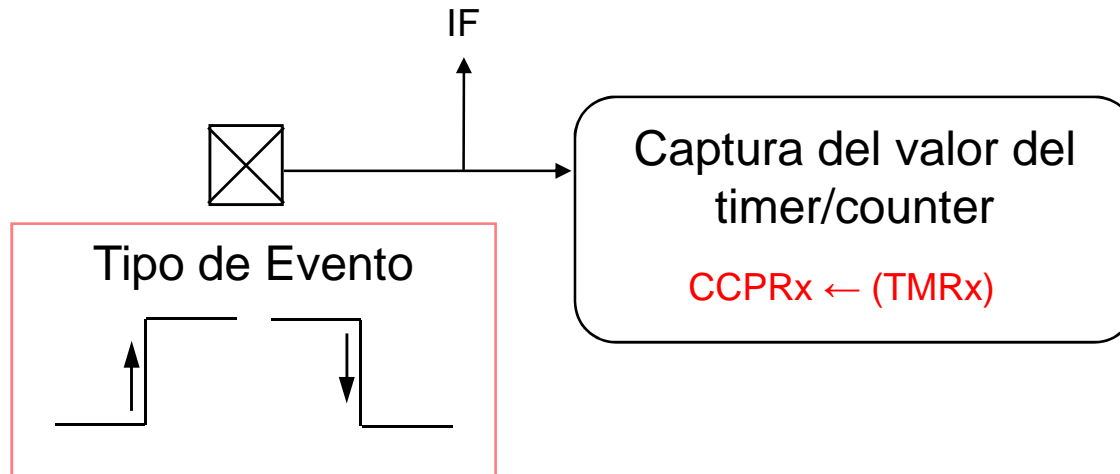 IF
Captura del valor del
timer/counter
CCPRx ← (TMRx)
Tipo de Evento